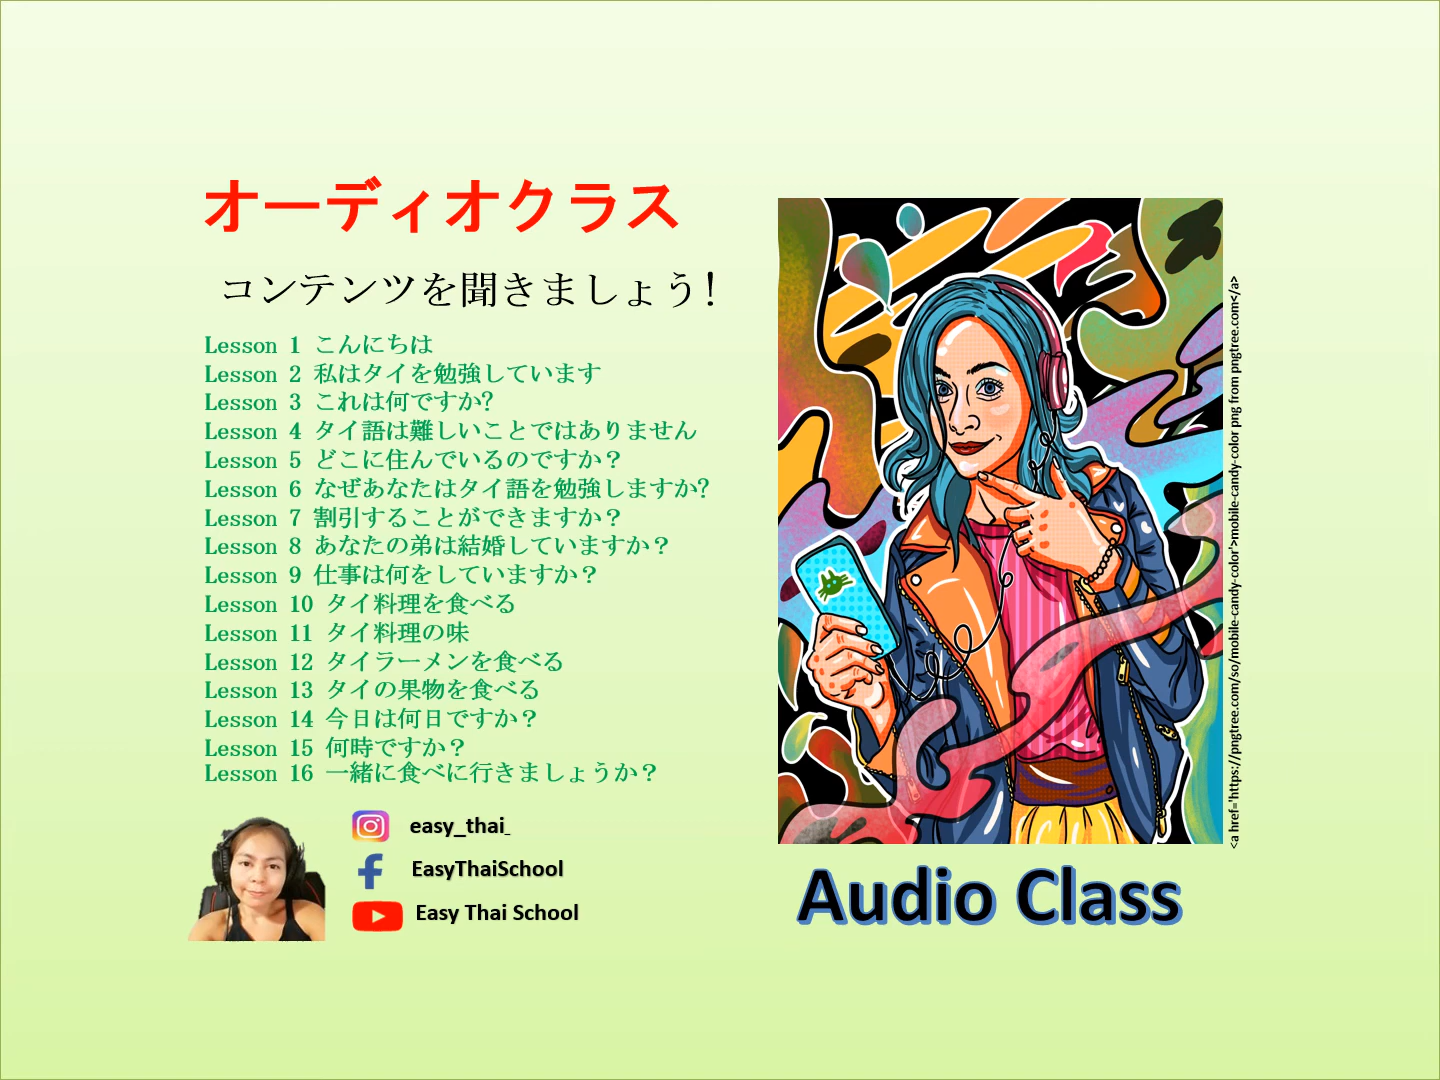 オーディオクラス
コンテンツを聞きましょう!
Lesson 1 こんにちは
Lesson 2 私はタイを勉強しています
Lesson 3 これは何ですか?
Lesson 4 タイ語は難しいことではありません
Lesson 5 どこに住んでいるのですか？
Lesson 6 なぜあなたはタイ語を勉強しますか?
Lesson 7 割引することができますか？
Lesson 8 あなたの弟は結婚していますか？
Lesson 9 仕事は何をしていますか？
Lesson 10 タイ料理を食べる
Lesson 11 タイ料理の味
Lesson 12 タイラーメンを食べる
Lesson 13 タイの果物を食べる
Lesson 14 今日は何日ですか？
Lesson 15 何時ですか？
Lesson 16 一緒に食べに行きましょうか？
easy_thai_
EasyThaiSchool
Easy Thai School
<a href='https://pngtree.com/so/mobile-candy-color'>mobile-candy-color png from pngtree.com</a>
Audio Class